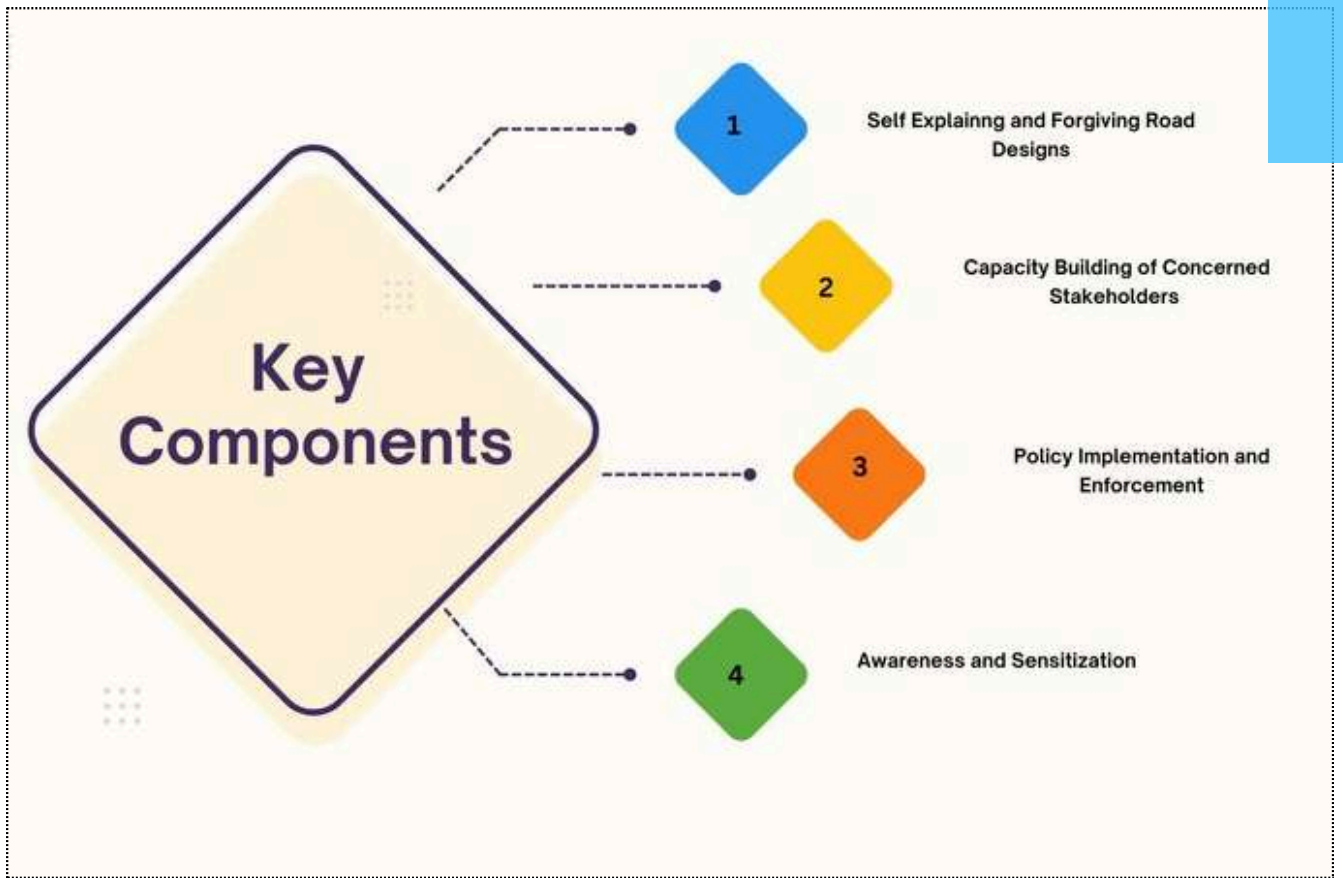 Key
Components
1
Self Explainng and Forgiving Road
Designs
2
Capacity Building of Concerned
Stakeholders
3
Policy Implementation and
Enforcement
4
Awareness and Sensitization